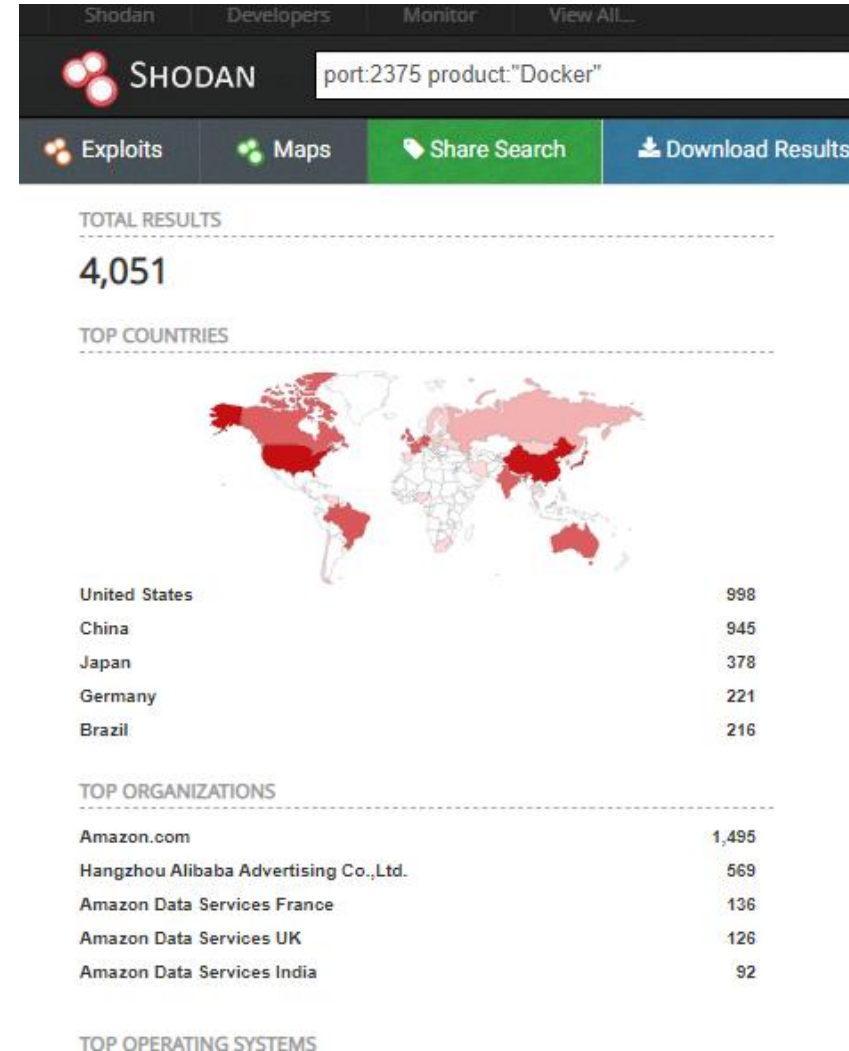 Shodan Developers Monitor View All...
SHODAN port:2375 product:"Docker"
Exploits Maps Share Search Download Results
TOTAL RESULTS
4,051
TOP COUNTRIES
United States 998
China 945
Japan 378
Germany 221
Brazil 216
TOP ORGANIZATIONS
Amazon.com 1,495
Hangzhou Alibaba Advertising Co.,Ltd. 569
Amazon Data Services France 136
Amazon Data Services UK 126
Amazon Data Services India 92
TOP OPERATING SYSTEMS